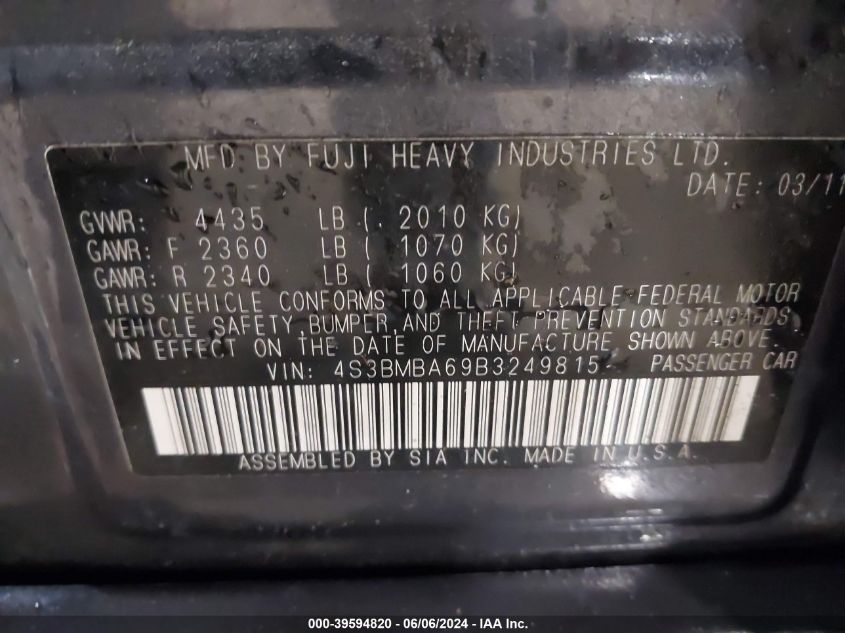 MFD BY FUJI HEAVY INDUSTRIES LTD.
DATE: 03/11
GVWR: 4435 LB ( 2010 KG)
GAWR: F 2360 LB ( 1070 KG)
GAWR: R 2340 LB ( 1060 KG)
THIS VEHICLE CONFORMS TO ALL APPLICABLE FEDERAL MOTOR
VEHICLE SAFETY, BUMPER, AND THEFT PREVENTION STANDARDS
IN EFFECT ON THE DATE OF MANUFACTURE SHOWN ABOVE.
VIN: 4S3BMBA69B3249815 PASSENGER CAR
ASSEMBLED BY SIA INC. MADE IN U.S.A.
000-39594820 - 06/06/2024 - IAA Inc.